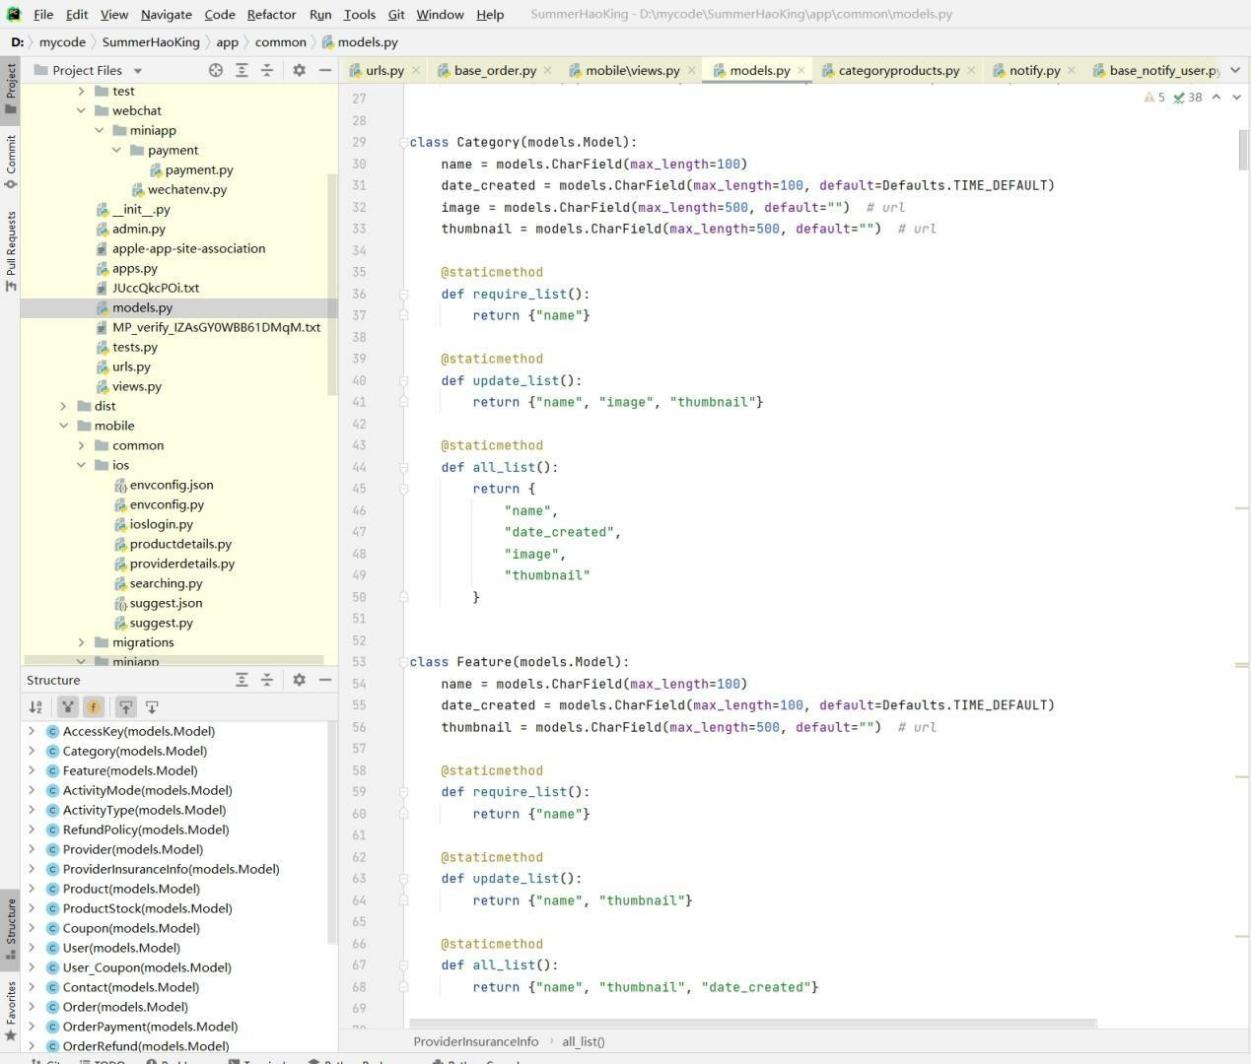 File Edit View Navigate Code Refactor Run Tools Git Window Help SummerHaoKing - D:\mycode\SummerHaoKing\app\common\models.py
D: mycode SummerHaoKing app common models.py
Project
Commit
Pull Requests
Structure
Favorites
Project Files
test
webchat
miniapp
payment
payment.py
wechatenv.py
__init__.py
admin.py
apple-app-site-association
apps.py
JUccQkcPOi.txt
models.py
MP_verify_IZAsGY0WBB61DMqM.txt
tests.py
urls.py
views.py
dist
mobile
common
ios
envconfig.json
envconfig.py
ioslogin.py
productdetails.py
providerdetails.py
searching.py
suggest.json
suggest.py
migrations
miniapp
Structure
AccessKey(models.Model)
Category(models.Model)
Feature(models.Model)
ActivityMode(models.Model)
ActivityType(models.Model)
RefundPolicy(models.Model)
Provider(models.Model)
ProviderInsuranceInfo(models.Model)
Product(models.Model)
ProductStock(models.Model)
Coupon(models.Model)
User(models.Model)
User_Coupon(models.Model)
Contact(models.Model)
Order(models.Model)
OrderPayment(models.Model)
OrderRefund(models.Model)
urls.py base_order.py mobile\views.py models.py categoryproducts.py notify.py base_notify_user.py
5 38
27
28
29 class Category(models.Model):
30 name = models.CharField(max_length=100)
31 date_created = models.CharField(max_length=100, default=Defaults.TIME_DEFAULT)
32 image = models.CharField(max_length=500, default="") # url
33 thumbnail = models.CharField(max_length=500, default="") # url
34
35 @staticmethod
36 def require_list():
37 return {"name"}
38
39 @staticmethod
40 def update_list():
41 return {"name", "image", "thumbnail"}
42
43 @staticmethod
44 def all_list():
45 return {
46 "name",
47 "date_created",
48 "image",
49 "thumbnail"
50 }
51
52
53 class Feature(models.Model):
54 name = models.CharField(max_length=100)
55 date_created = models.CharField(max_length=100, default=Defaults.TIME_DEFAULT)
56 thumbnail = models.CharField(max_length=500, default="") # url
57
58 @staticmethod
59 def require_list():
60 return {"name"}
61
62 @staticmethod
63 def update_list():
64 return {"name", "thumbnail"}
65
66 @staticmethod
67 def all_list():
68 return {"name", "thumbnail", "date_created"}
69
ProviderInsuranceInfo all_list()